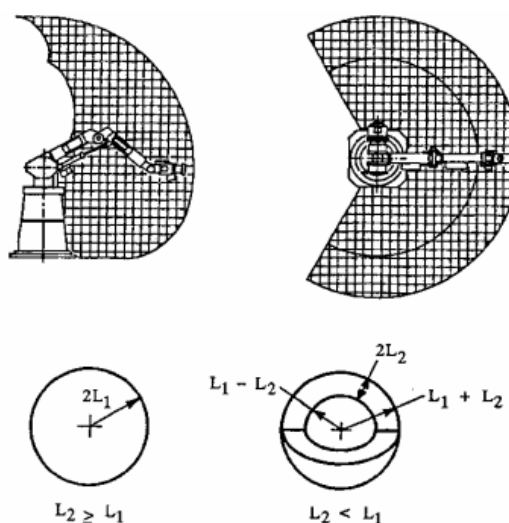 2L₁
L₂ ≥ L₁
2L₂
L₁ - L₂
L₁ + L₂
L₂ < L₁